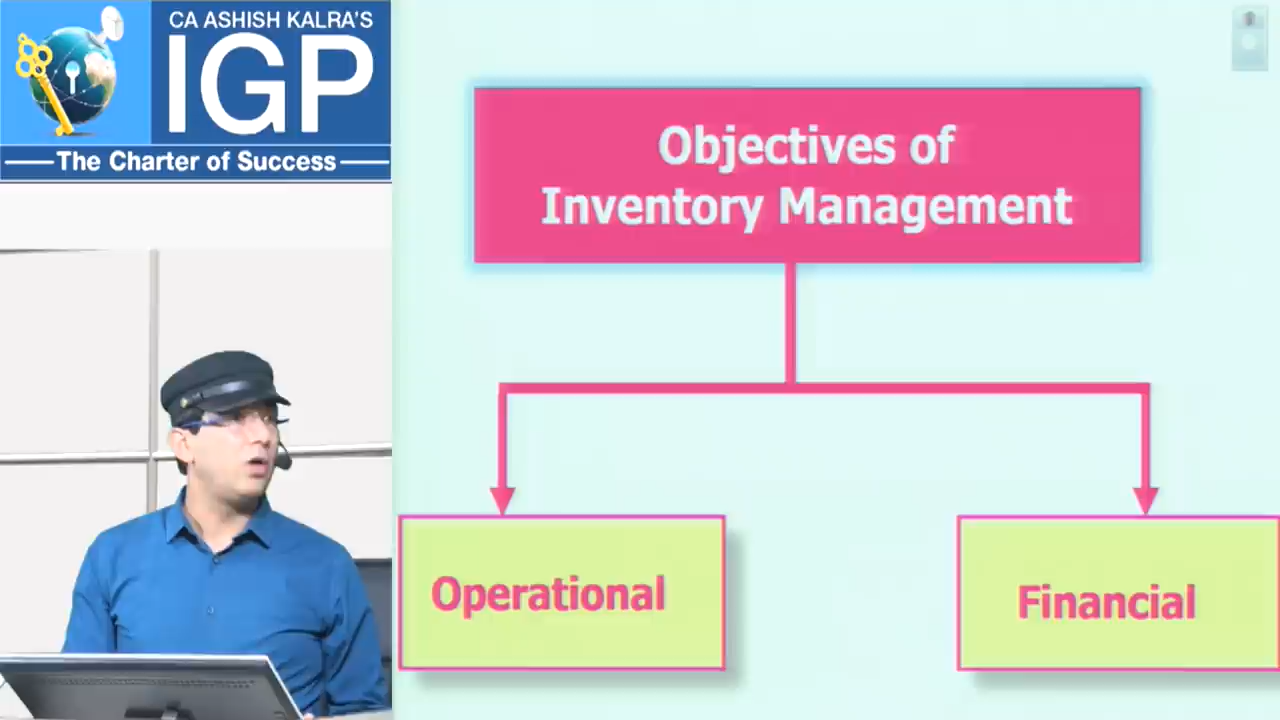 CA ASHISH KALRA'S
IGP
The Charter of Success
Objectives of
Inventory Management
Operational
Financial